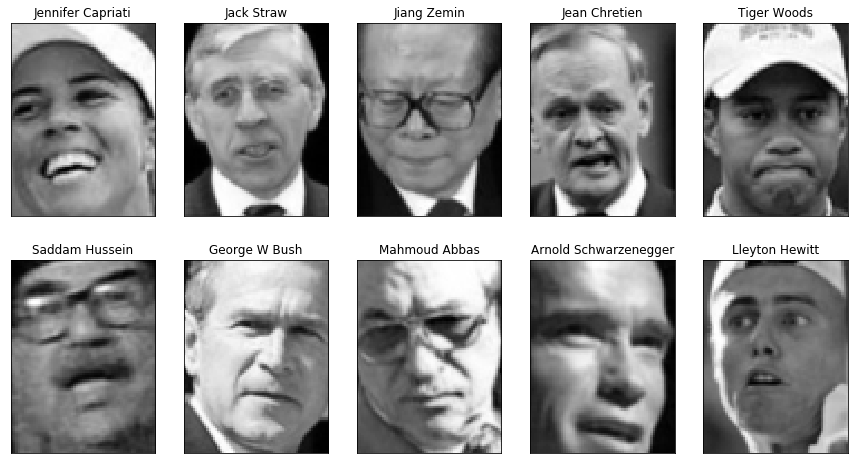 Jennifer Capriati
Jack Straw
Jiang Zemin
Jean Chretien
Tiger Woods
Saddam Hussein
George W Bush
Mahmoud Abbas
Arnold Schwarzenegger
Lleyton Hewitt